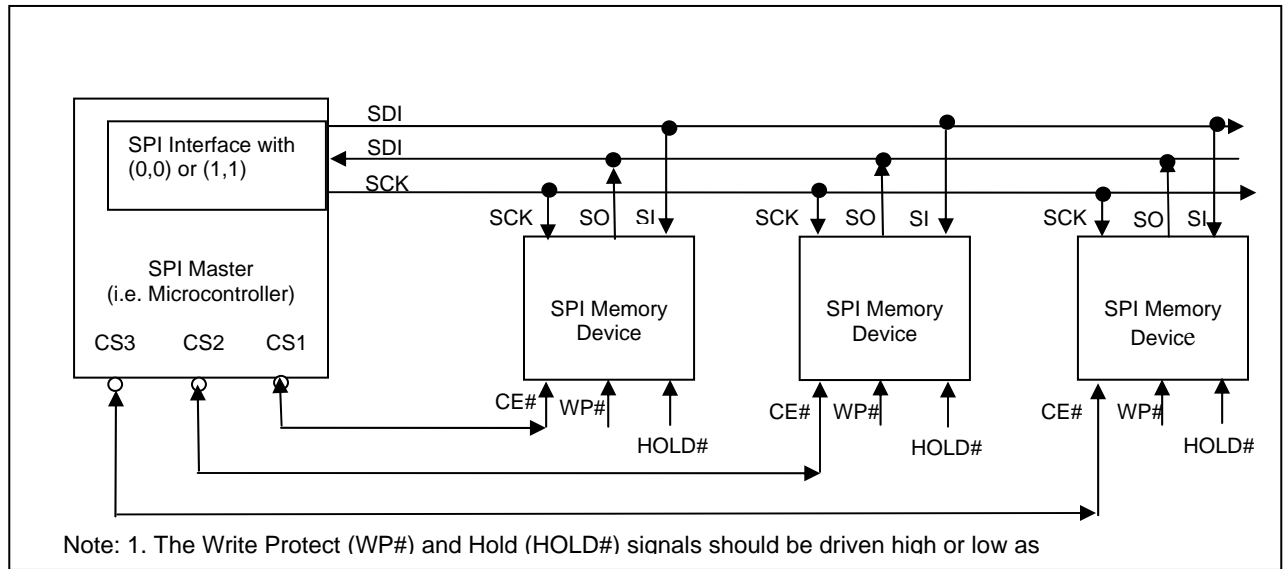 SDI
SPI Interface with
(0,0) or (1,1)
SDI
SCK
SCK SO SI SCK SO SI SCK SO SI
SPI Master
(i.e. Microcontroller)
SPI Memory
Device
SPI Memory
Device
SPI Memory
Device
CS3 CS2 CS1
CE# WP# HOLD#
CE# WP# HOLD#
CE# WP# HOLD#
Note: 1. The Write Protect (WP#) and Hold (HOLD#) signals should be driven high or low as